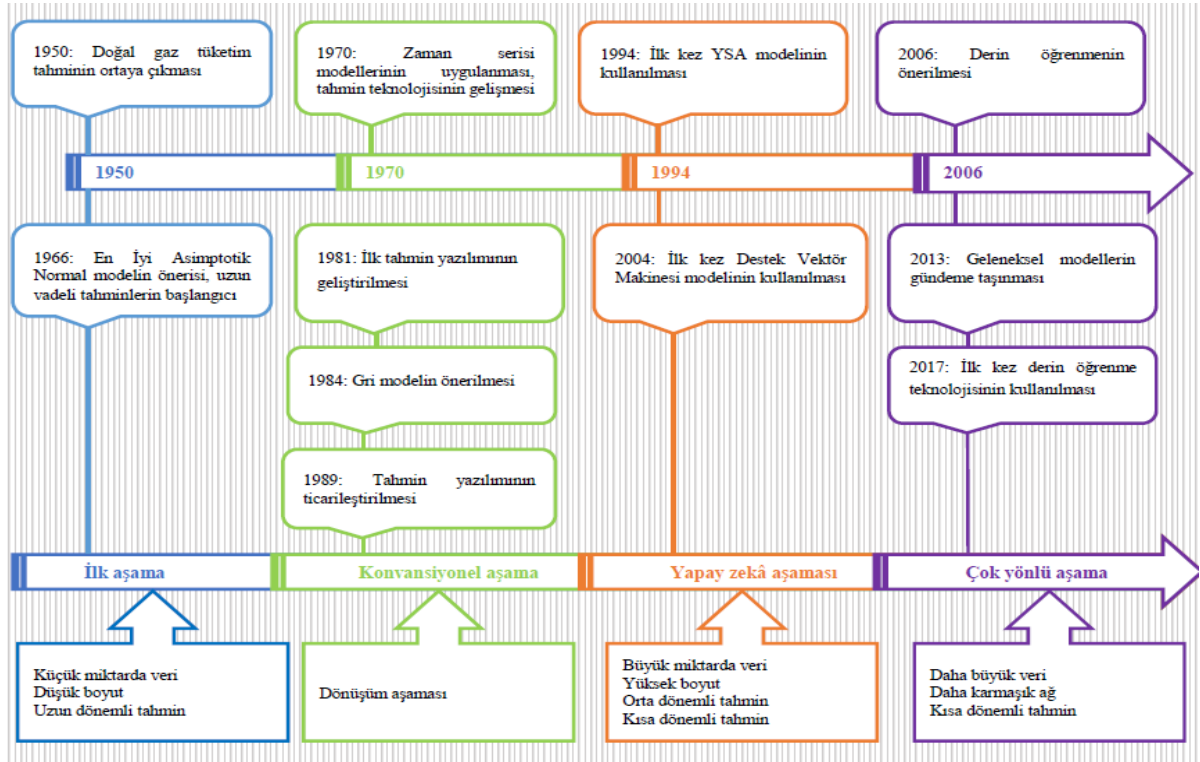 1950: Doğal gaz tüketim
tahminin ortaya çıkması
1970: Zaman serisi
modellerinin uygulanması,
tahmin teknolojisinin gelişmesi
1994: İlk kez YSA modelinin
kullanılması
2006: Derin öğrenmenin
önerilmesi
1950
1970
1994
2006
1966: En İyi Asimptotik
Normal modelin önerisi, uzun
vadeli tahminlerin başlangıcı
1981: İlk tahmin yazılımının
geliştirilmesi
1984: Gri modelin önerilmesi
1989: Tahmin yazılımının
ticarileştirilmesi
2004: İlk kez Destek Vektör
Makinesi modelinin kullanılması
2013: Geleneksel modellerin
gündeme taşınması
2017: İlk kez derin öğrenme
teknolojisinin kullanılması
İlk aşama
Konvansiyonel aşama
Yapay zekâ aşaması
Çok yönlü aşama
Küçük miktarda veri
Düşük boyut
Uzun dönemli tahmin
Dönüşüm aşaması
Büyük miktarda veri
Yüksek boyut
Orta dönemli tahmin
Kısa dönemli tahmin
Daha büyük veri
Daha karmaşık ağ
Kısa dönemli tahmin